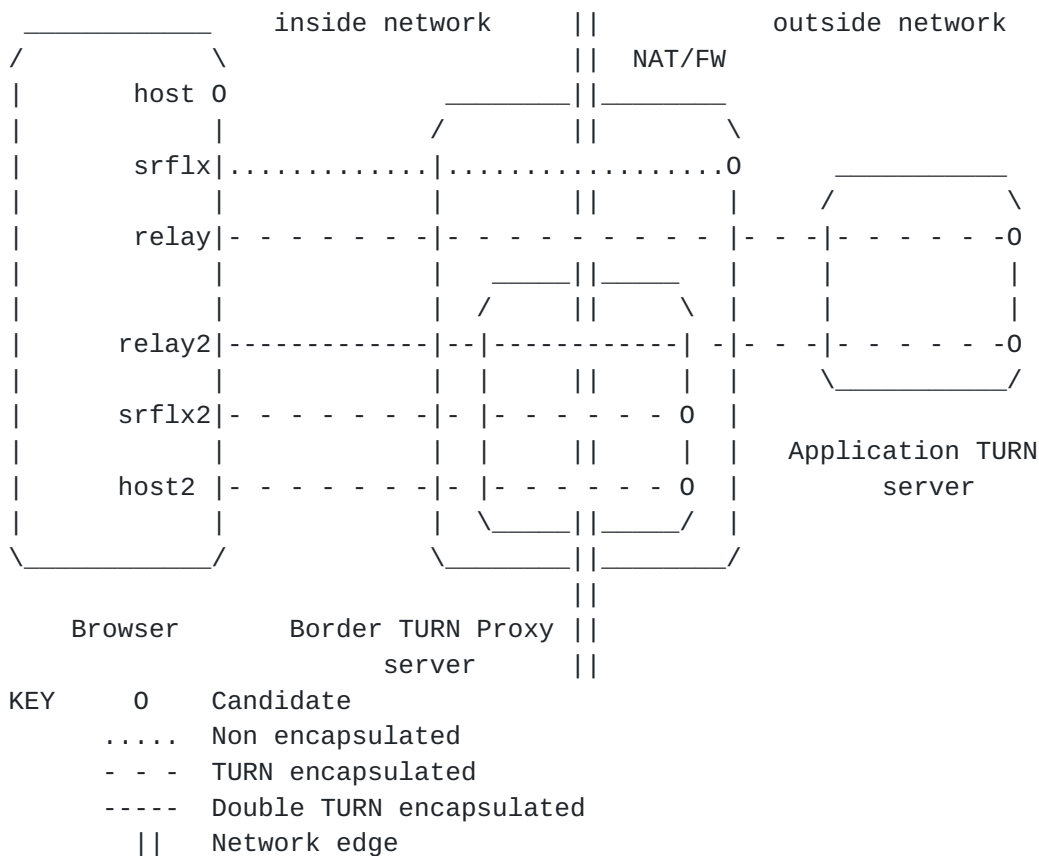 inside network || outside network
|| NAT/FW
host O
srflx|.............|..................O
relay|- - - - - - -|- - - - - - - - - |- - -|- - - - - -O
relay2|-------------|--|------------| -|- - -|- - - - - -O
srflx2|- - - - - - -|- |- - - - - - O
Application TURN
host2 |- - - - - - -|- |- - - - - - O
server
Browser Border TURN Proxy ||
server ||
KEY O Candidate
..... Non encapsulated
- - - TURN encapsulated
----- Double TURN encapsulated
|| Network edge